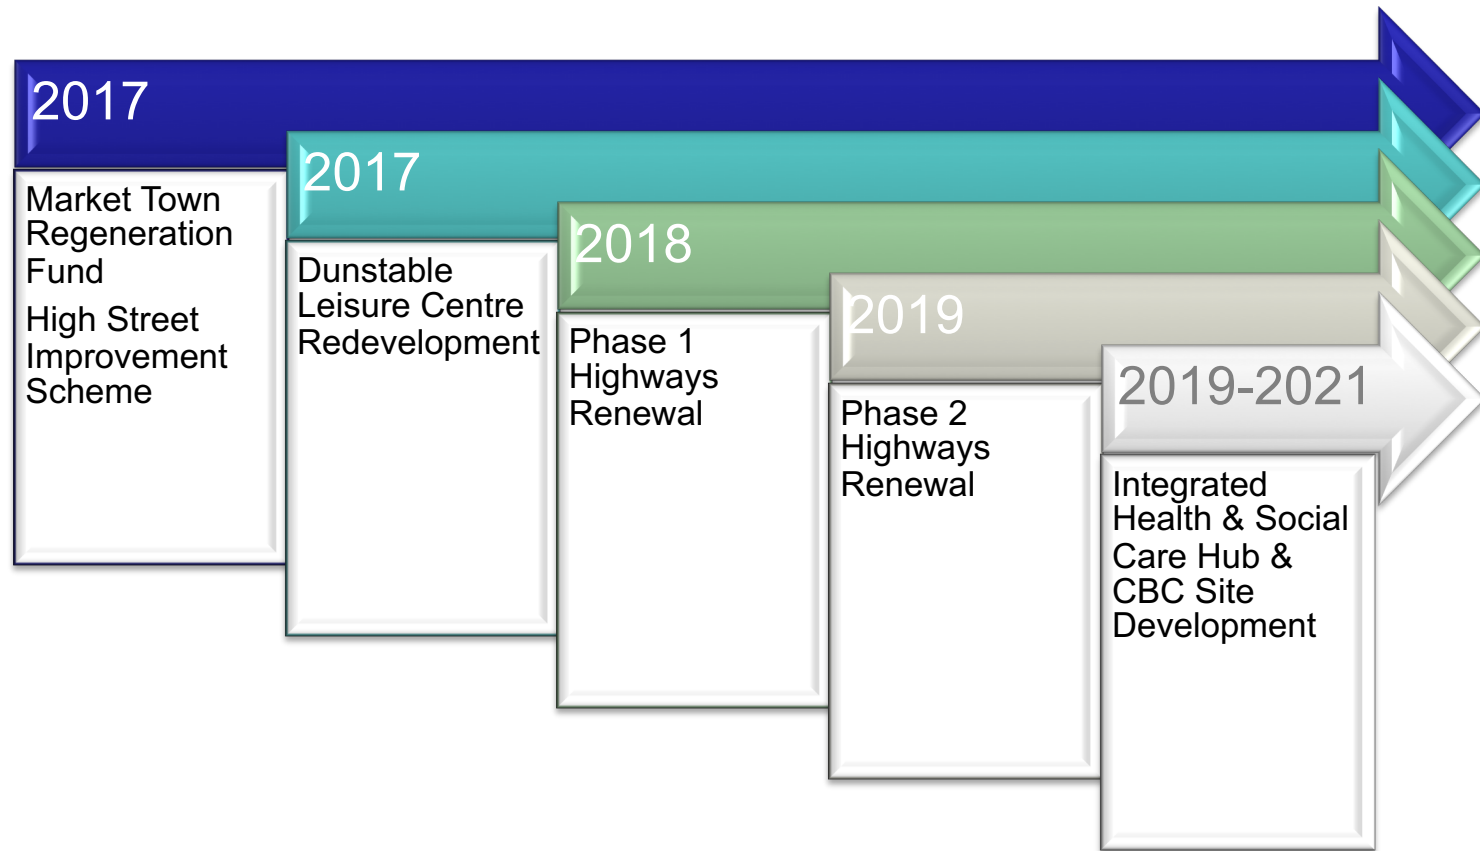 2017
Market Town
Regeneration
Fund
High Street
Improvement
Scheme
2017
Dunstable
Leisure Centre
Redevelopment
2018
Phase 1
Highways
Renewal
2019
Phase 2
Highways
Renewal
2019-2021
Integrated
Health & Social
Care Hub &
CBC Site
Development